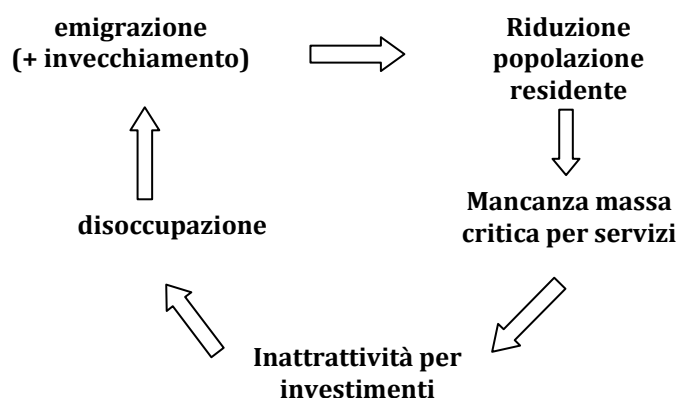 emigrazione
(+ invecchiamento)
Riduzione
popolazione
residente
Mancanza massa
critica per servizi
Inattrattività per
investimenti
disoccupazione